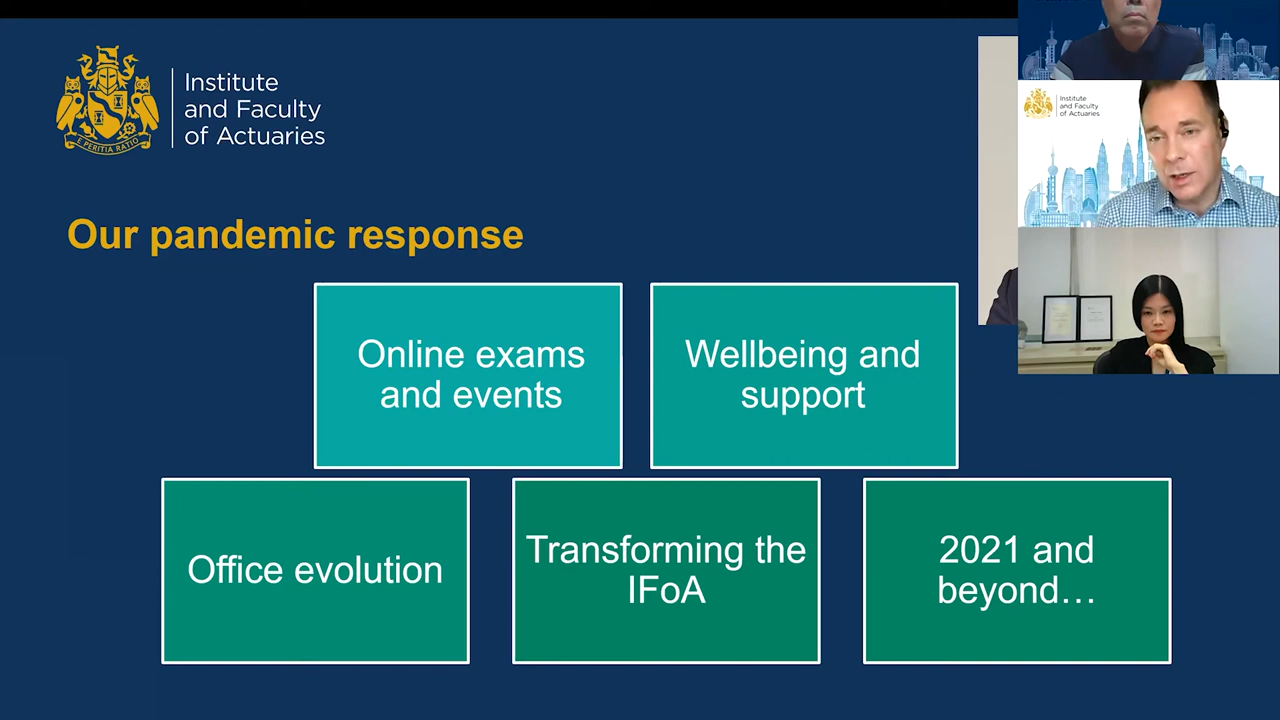 Institute
and Faculty
of Actuaries
E PERITIA RATIO
Our pandemic response
Online exams
and events
Wellbeing and
support
Office evolution
Transforming the
IFoA
2021 and
beyond…
Institute
and Faculty
of Actuaries